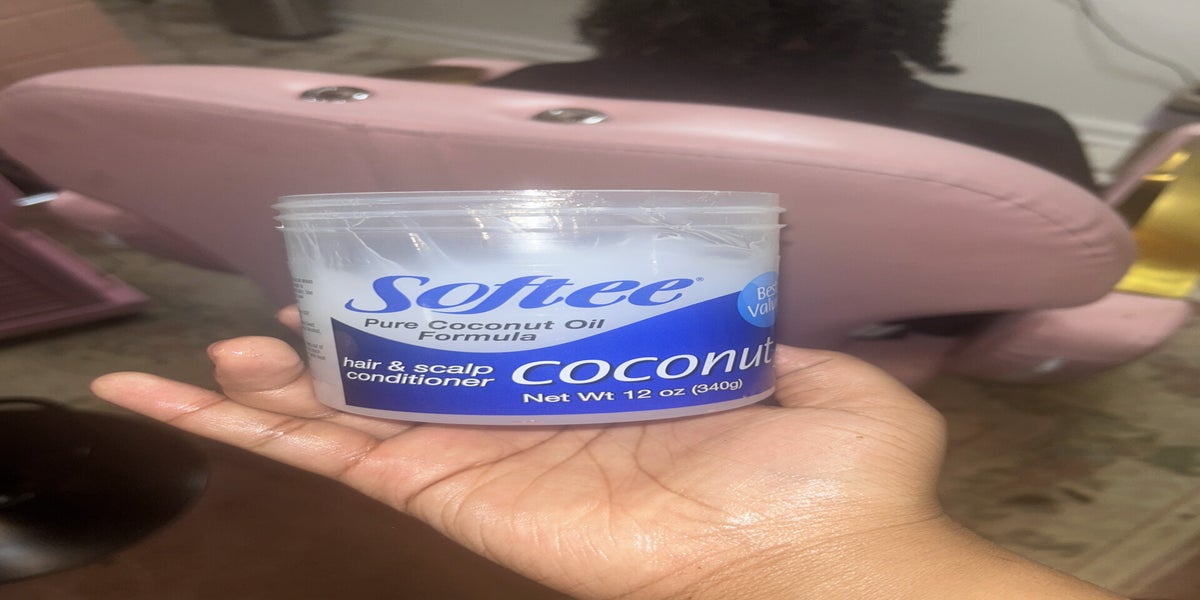 Softee®
Pure Coconut Oil
Formula
Best
Value
hair & scalp
conditioner
coconut
Net Wt 12 oz (340g)